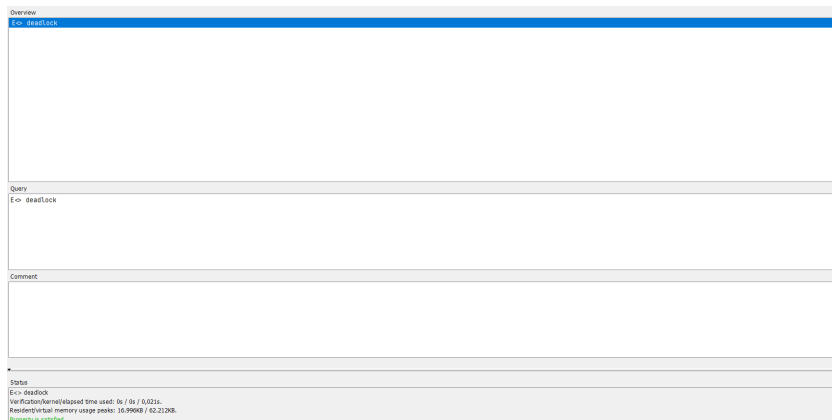 Overview
E<> deadlock
Query
E<> deadlock
Comment
Status
E<> deadlock
Verification/kernel/elapsed time used: 0s / 0s / 0,021s.
Resident/virtual memory usage peaks: 16.996KB / 62.212KB.
Property is satisfied.